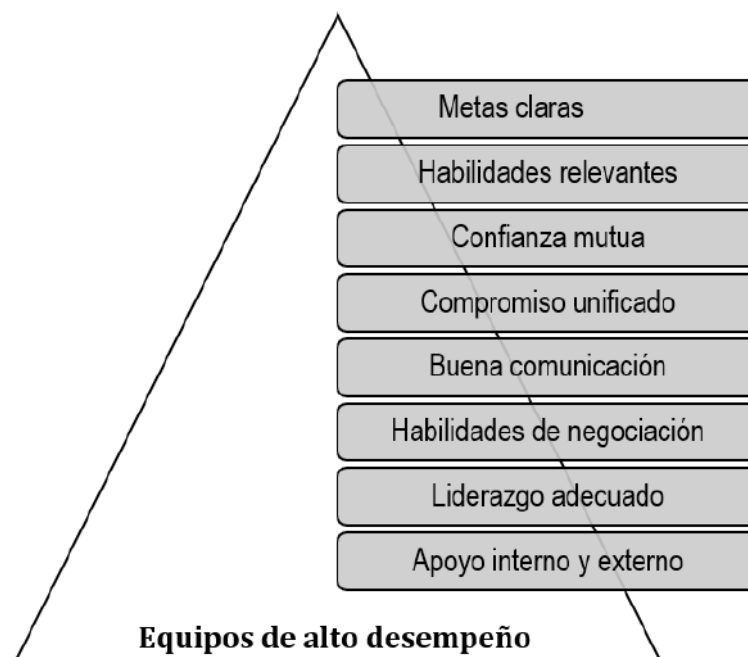 Metas claras
Habilidades relevantes
Confianza mutua
Compromiso unificado
Buena comunicación
Habilidades de negociación
Liderazgo adecuado
Apoyo interno y externo
Equipos de alto desempeño